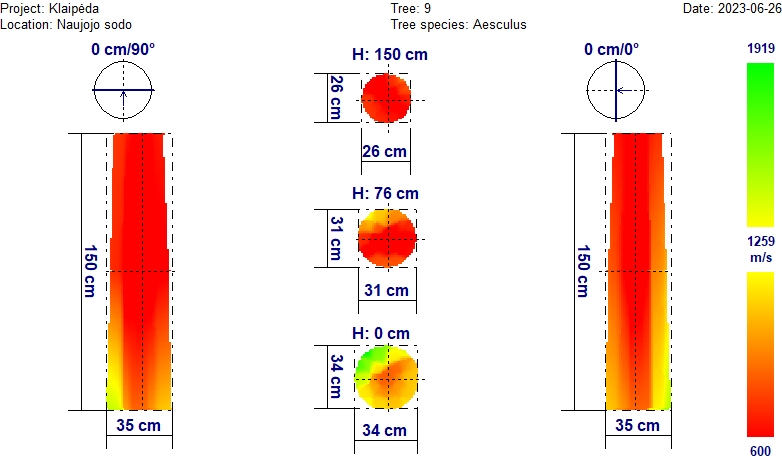 Project: Klaipėda
Tree: 9
Date: 2023-06-26
Location: Naujojo sodo
Tree species: Aesculus
0 cm/90°
H: 150 cm
0 cm/0°
1919
26 cm
26 cm
H: 76 cm
31 cm
31 cm
150 cm
150 cm
1259
m/s
H: 0 cm
34 cm
34 cm
35 cm
35 cm
600